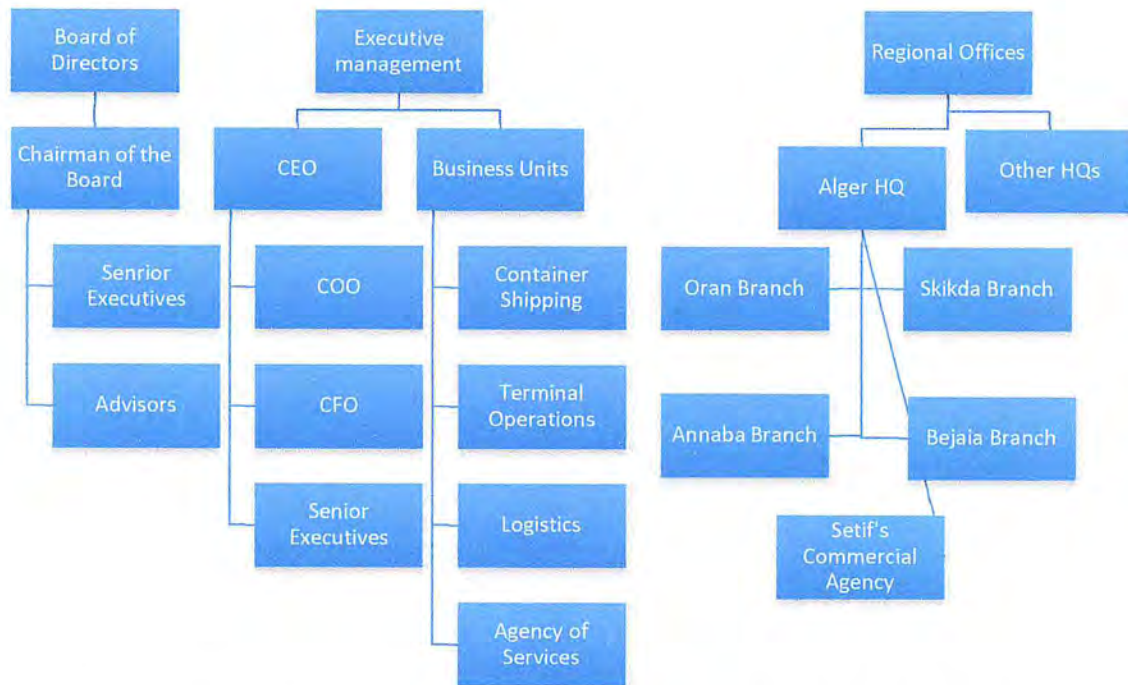 Board of
Directors
Executive
management
Regional Offices
Chairman of the
Board
CEO
Business Units
Alger HQ
Other HQs
Senrior
Executives
COO
Container
Shipping
Oran Branch
Skikda Branch
Advisors
CFO
Terminal
Operations
Annaba Branch
Bejaia Branch
Senior
Executives
Logistics
Setif's
Commercial
Agency
Agency of
Services